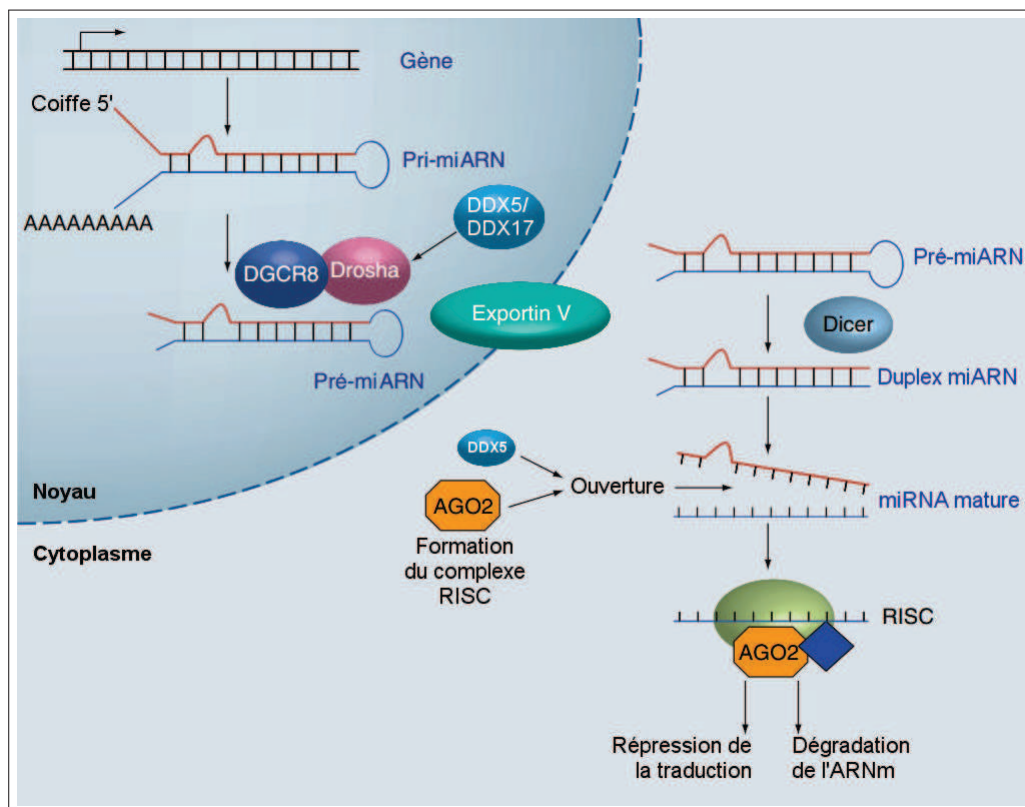 Gène
Coiffe 5'
Pri-miARN
AAAAAAAAA
DDX5/
DDX17
DGCR8
Drosha
Exportin V
Pré-miARN
Noyau
Cytoplasme
Pré-miARN
Dicer
Duplex miARN
DDX5
AGO2
Ouverture
Formation
du complexe
RISC
miRNA mature
RISC
AGO2
Répression de
la traduction
Dégradation
de l'ARNm